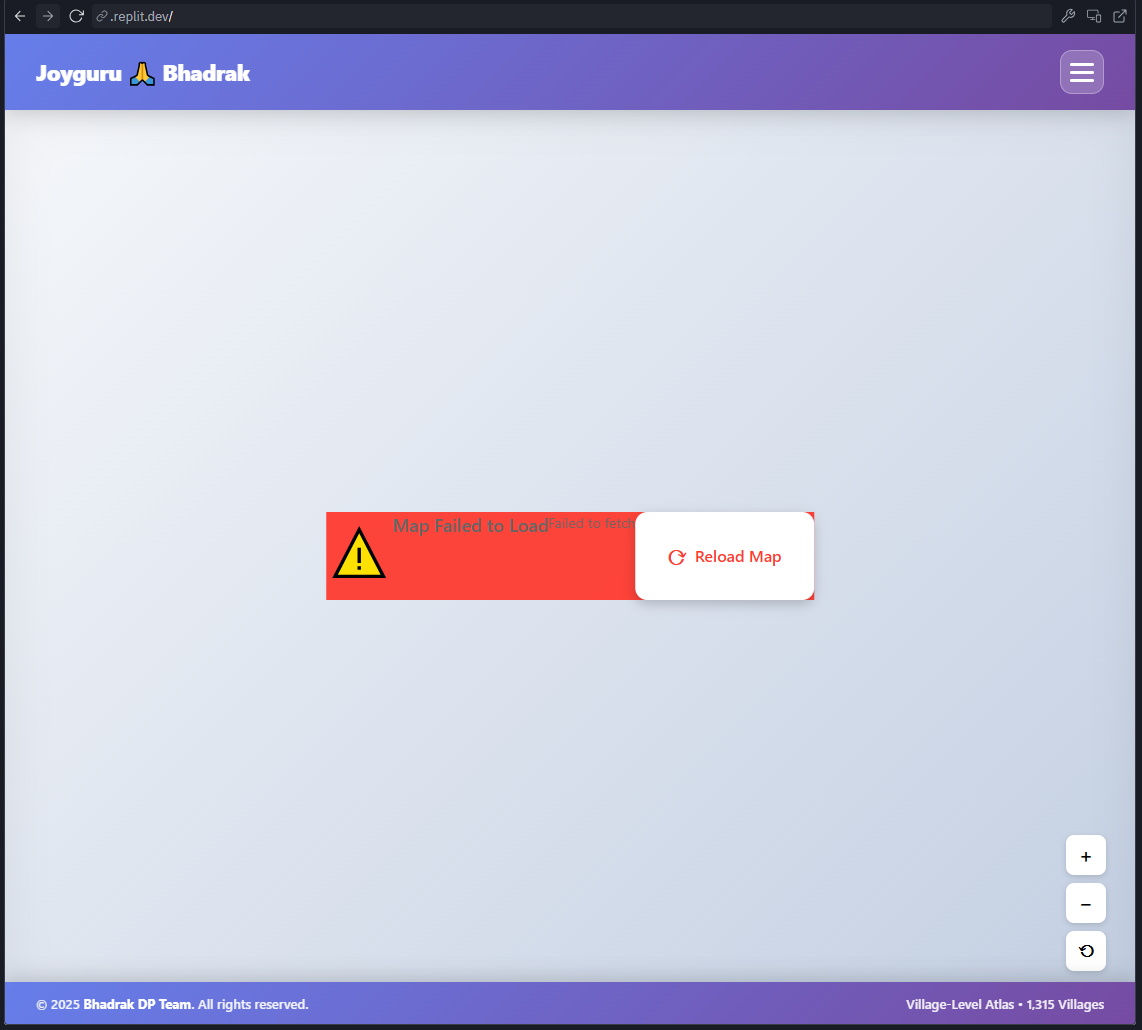 .replit.dev/
Joyguru 🙏 Bhadrak
Map Failed to Load
Failed to fetch
Reload Map
+
−
© 2025 Bhadrak DP Team. All rights reserved.
Village-Level Atlas • 1,315 Villages